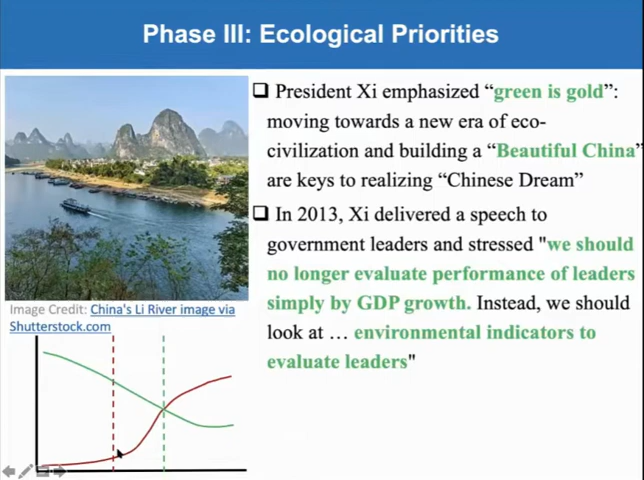 Phase III: Ecological Priorities
❑ President Xi emphasized “green is gold”:
moving towards a new era of eco-
civilization and building a “Beautiful China”
are keys to realizing “Chinese Dream”
❑ In 2013, Xi delivered a speech to
government leaders and stressed "we should
no longer evaluate performance of leaders
simply by GDP growth. Instead, we should
look at … environmental indicators to
evaluate leaders"
Image Credit: China's Li River image via
Shutterstock.com